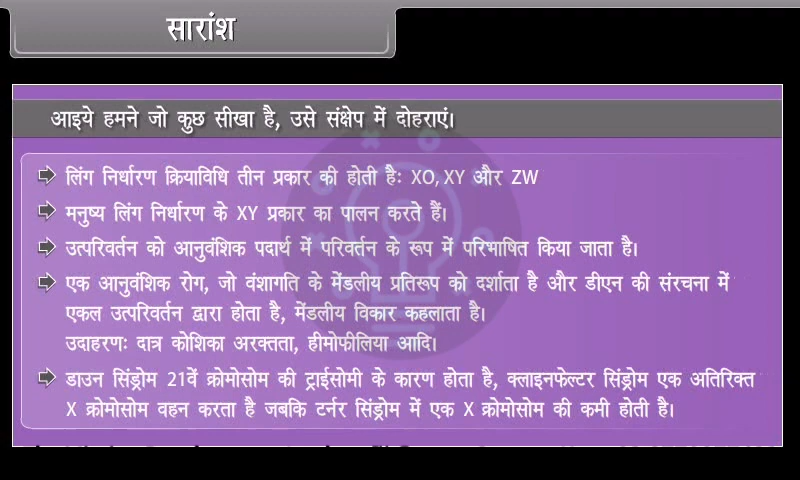 सारांश
आइये हमने जो कुछ सीखा है, उसे संक्षेप में दोहराएं।
लिंग निर्धारण क्रियाविधि तीन प्रकार की होती हैः XO, XY और ZW
मनुष्य लिंग निर्धारण के XY प्रकार का पालन करते हैं।
उत्परिवर्तन को आनुवंशिक पदार्थ में परिवर्तन के रूप में परिभाषित किया जाता है।
एक आनुवंशिक रोग, जो वंशागति के मेंडलीय प्रतिरूप को दर्शाता है और डीएन की संरचना में
एकल उत्परिवर्तन द्वारा होता है, मेंडलीय विकार कहलाता है।
उदाहरणः दात्र कोशिका अरक्तता, हीमोफीलिया आदि।
डाउन सिंड्रोम 21वें क्रोमोसोम की ट्राईसोमी के कारण होता है, क्लाइनफेल्टर सिंड्रोम एक अतिरिक्त
X क्रोमोसोम वहन करता है जबकि टर्नर सिंड्रोम में एक X क्रोमोसोम की कमी होती है।